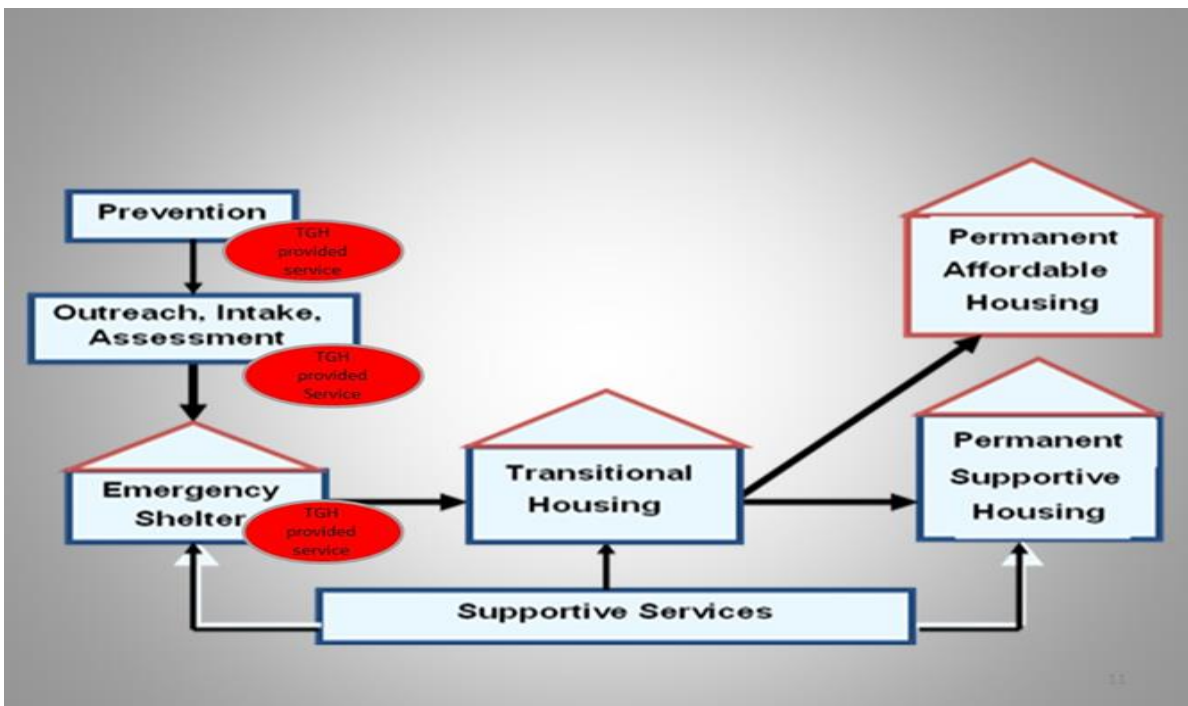 Prevention
TGH
provided
service
Outreach, Intake,
Assessment
TGH
provided
Service
Emergency
Shelter
TGH
provided
service
Transitional
Housing
Permanent
Affordable
Housing
Permanent
Supportive
Housing
Supportive Services
11